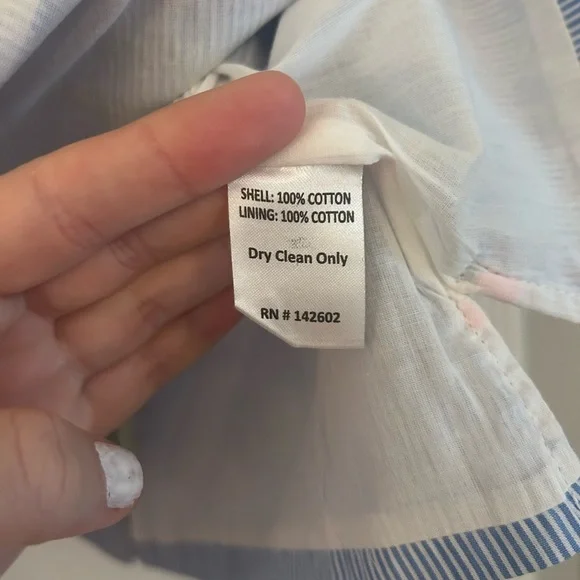 SHELL: 100% COTTON
LINING: 100% COTTON
Dry Clean Only
RN # 142602